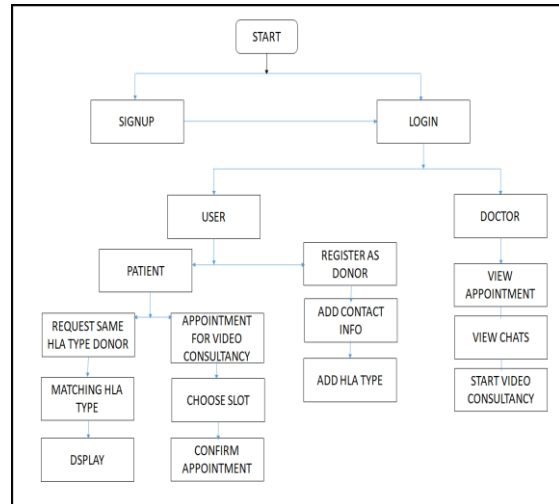 START
SIGNUP
LOGIN
USER
DOCTOR
PATIENT
REGISTER AS
DONOR
VIEW
APPOINTMENT
REQUEST SAME
HLA TYPE DONOR
APPOINTMENT
FOR VIDEO
CONSULTANCY
ADD CONTACT
INFO
VIEW CHATS
MATCHING HLA
TYPE
CHOOSE SLOT
ADD HLA TYPE
START VIDEO
CONSULTANCY
DSPLAY
CONFIRM
APPOINTMENT